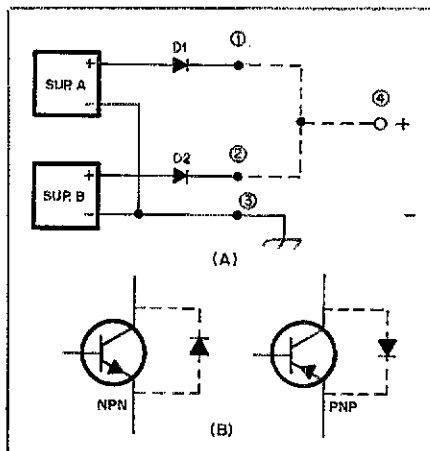 D1
①
+
SUP. A
−
④
+
D2
②
+
③
SUP. B
−
−
(A)
NPN
PNP
(B)